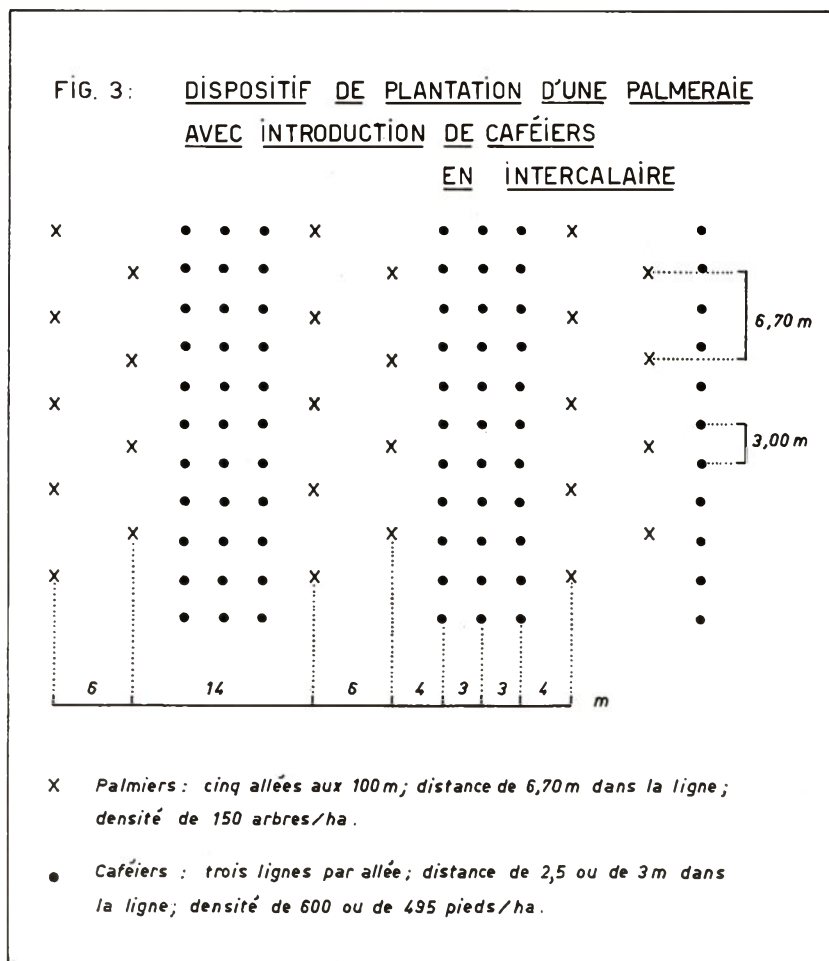 FIG. 3: DISPOSITIF DE PLANTATION D'UNE PALMERAIE
AVEC INTRODUCTION DE CAFÉIERS
EN INTERCALAIRE
6,70 m
3,00 m
6 14 6 4 3 3 4 m
X Palmiers : cinq allées aux 100 m; distance de 6,70 m dans la ligne;
densité de 150 arbres/ha.
• Caféiers : trois lignes par allée; distance de 2,5 ou de 3 m dans
la ligne; densité de 600 ou de 495 pieds/ha.